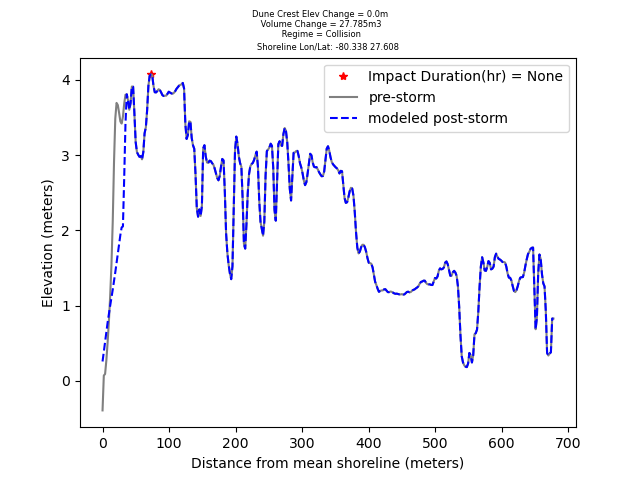 Dune Crest Elev Change = 0.0m
Volume Change = 27.785m3
Regime = Collision
Shoreline Lon/Lat: -80.338 27.608
Impact Duration(hr) = None
pre-storm
modeled post-storm
Elevation (meters)
4
3
2
1
0
0 100 200 300 400 500 600 700
Distance from mean shoreline (meters)